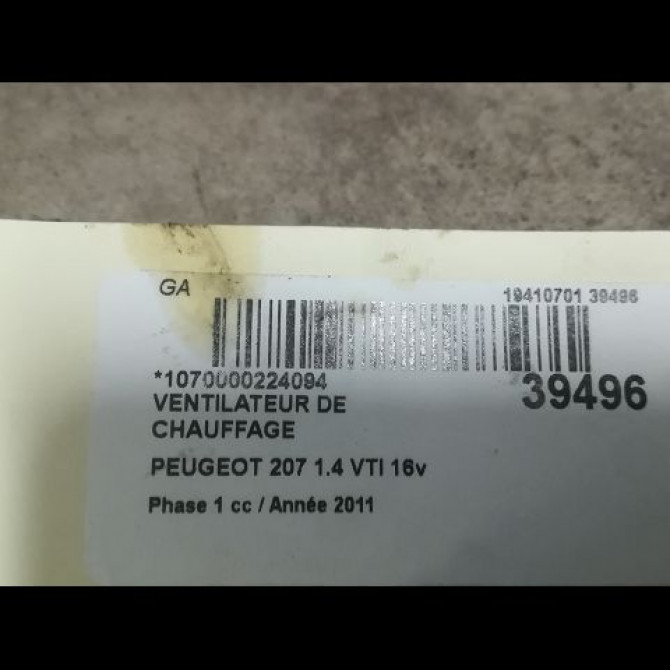 GA
19410701 39496
*1070000224094
39496
VENTILATEUR DE
CHAUFFAGE
PEUGEOT 207 1.4 VTI 16v
Phase 1 cc / Année 2011